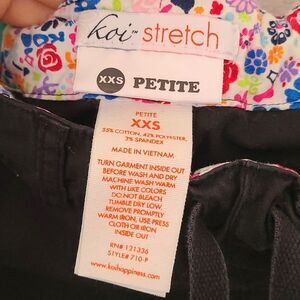 koi™ stretch
XXS PETITE
PETITE
XXS
55% COTTON, 42% POLYESTER,
3% SPANDEX
MADE IN VIETNAM
TURN GARMENT INSIDE OUT
BEFORE WASH AND DRY
MACHINE WASH WARM
WITH LIKE COLORS
DO NOT BLEACH
TUMBLE DRY LOW.
REMOVE PROMPTLY
WARM IRON, USE PRESS
CLOTH OR IRON
INSIDE OUT
RN# 121336
STYLE# 710-P
www.koihappiness.com